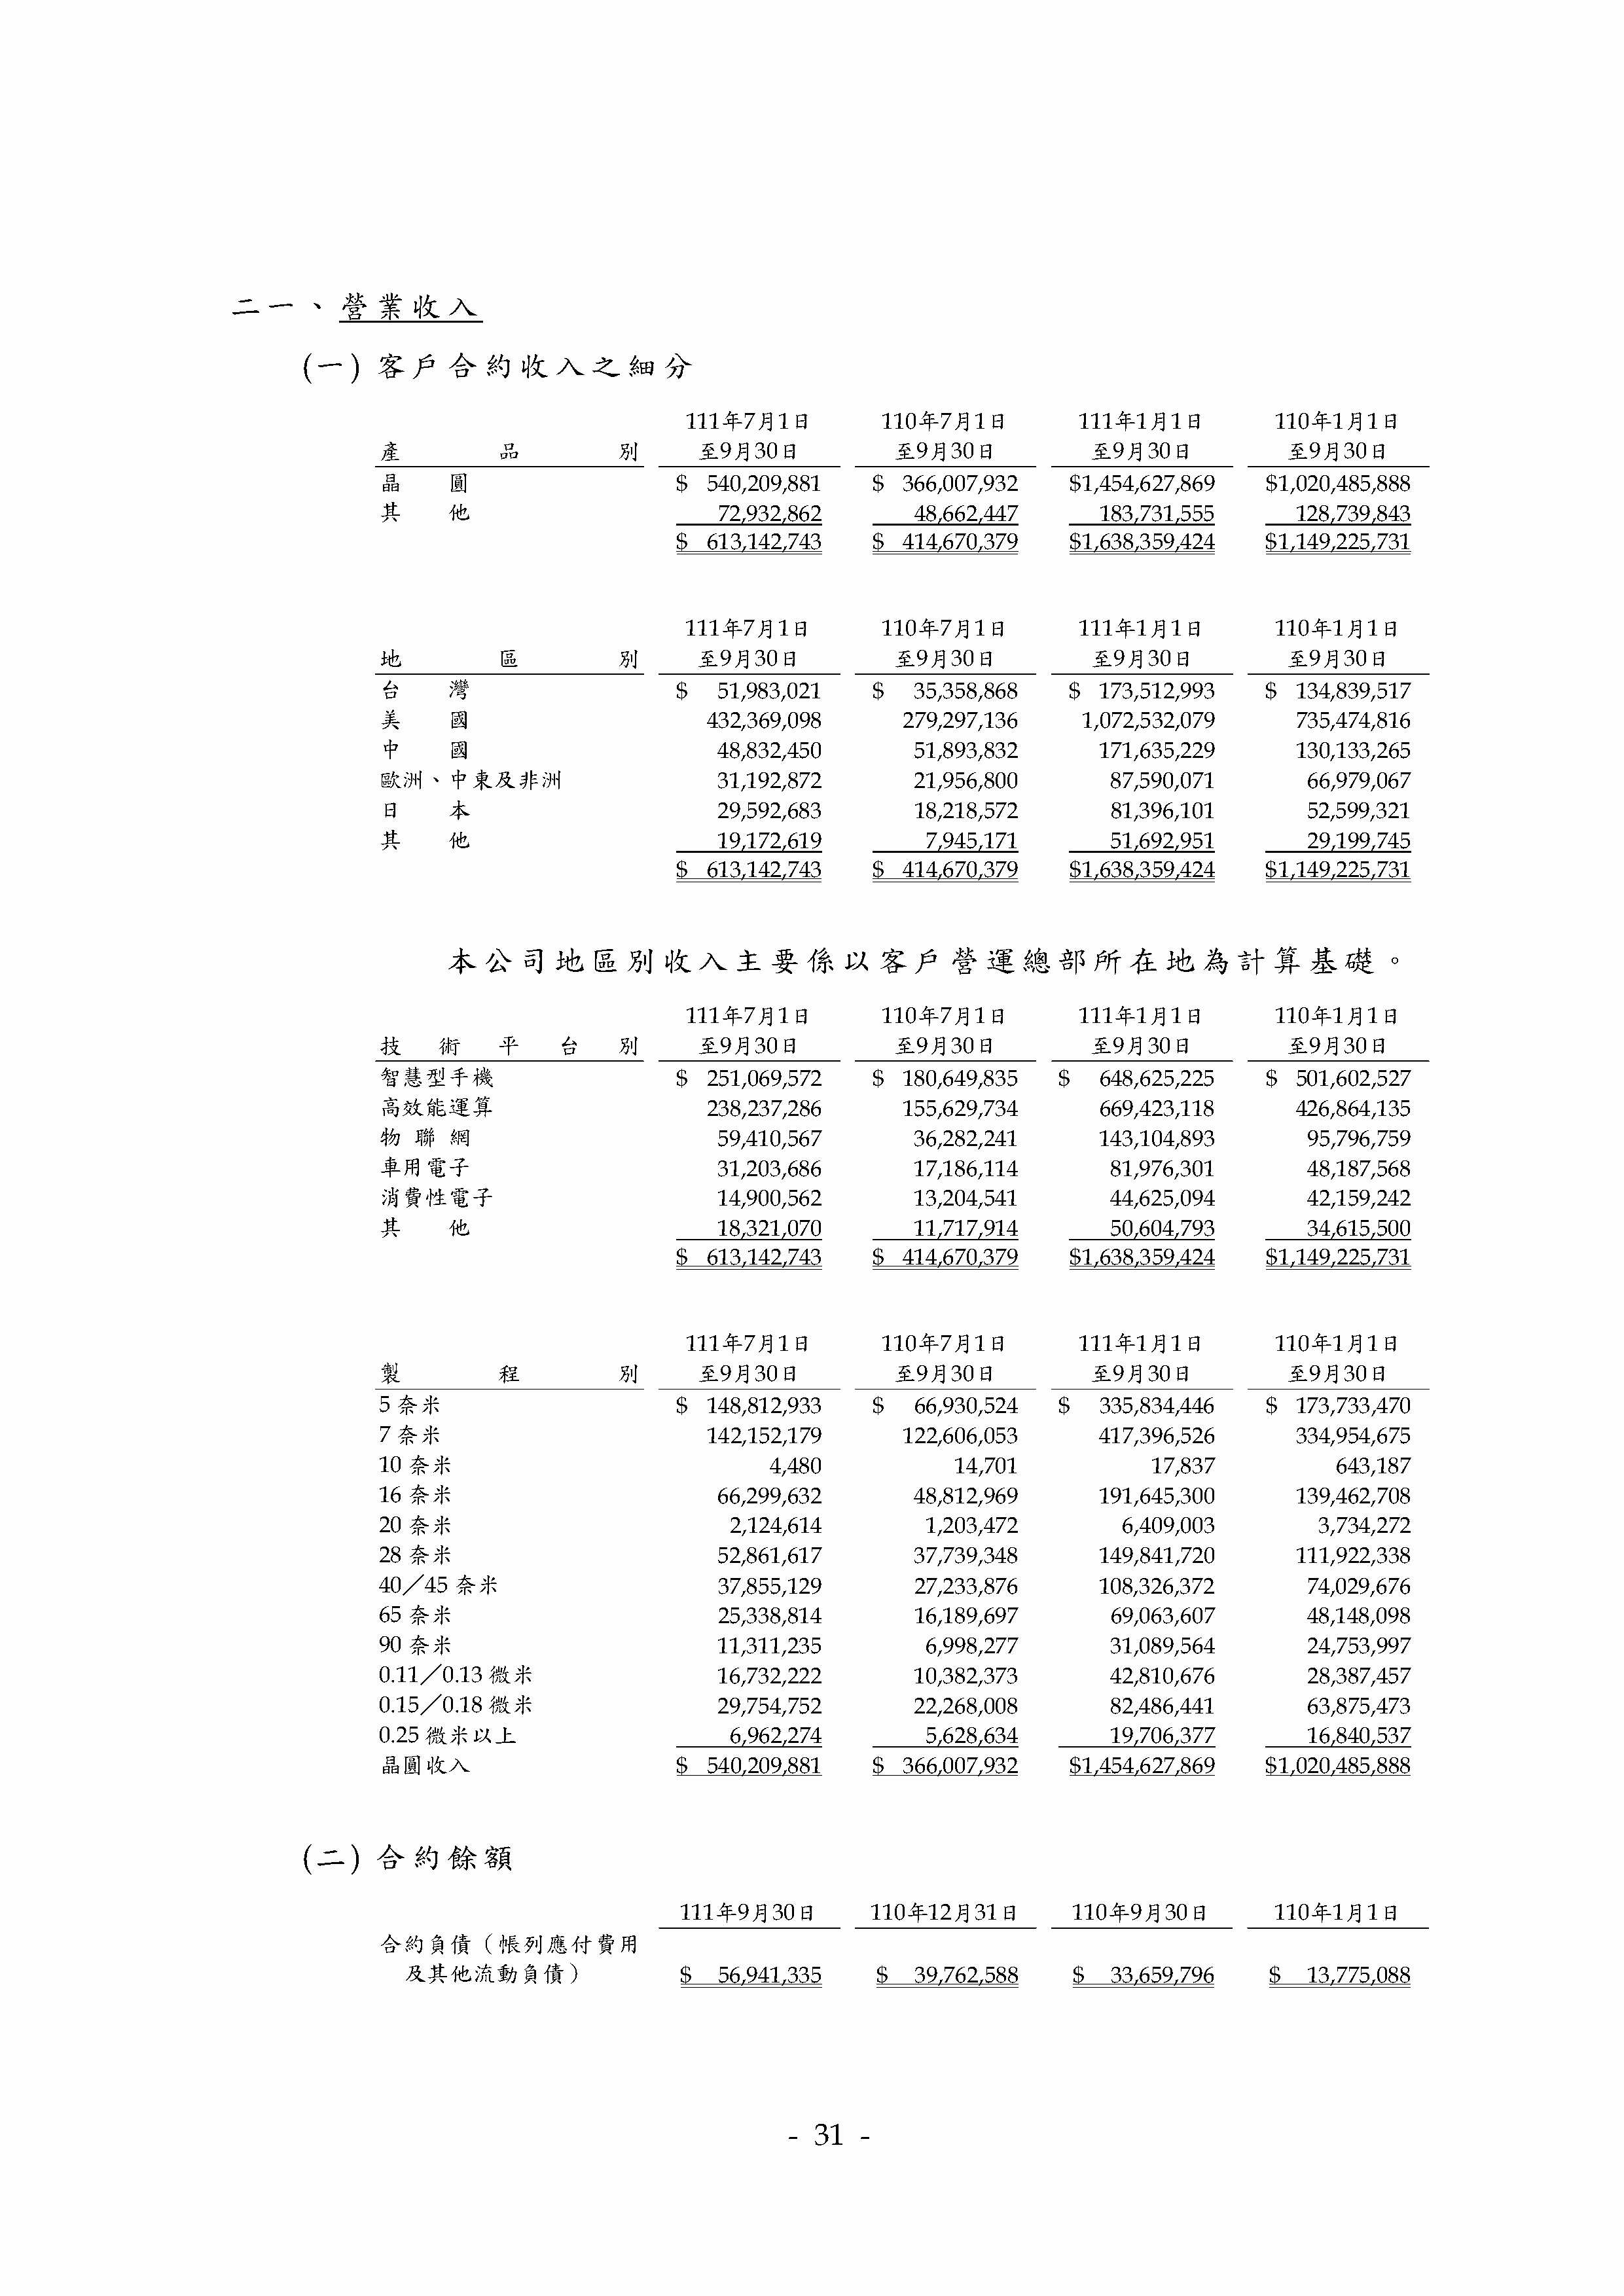 二一、營業收入
(一) 客戶合約收入之細分
111年7月1日 110年7月1日 111年1月1日 110年1月1日
產品別 至9月30日 至9月30日 至9月30日 至9月30日
晶圓 $ 540,209,881 $ 366,007,932 $1,454,627,869 $1,020,485,888
其他 72,932,862 48,662,447 183,731,555 128,739,843
$ 613,142,743 $ 414,670,379 $1,638,359,424 $1,149,225,731
111年7月1日 110年7月1日 111年1月1日 110年1月1日
地區別 至9月30日 至9月30日 至9月30日 至9月30日
台灣 $ 51,983,021 $ 35,358,868 $ 173,512,993 $ 134,839,517
美國 432,369,098 279,297,136 1,072,532,079 735,474,816
中國 48,832,450 51,893,832 171,635,229 130,133,265
歐洲、中東及非洲 31,192,872 21,956,800 87,590,071 66,979,067
日本 29,592,683 18,218,572 81,396,101 52,599,321
其他 19,172,619 7,945,171 51,692,951 29,199,745
$ 613,142,743 $ 414,670,379 $1,638,359,424 $1,149,225,731
本公司地區別收入主要係以客戶營運總部所在地為計算基礎。
111年7月1日 110年7月1日 111年1月1日 110年1月1日
技術平台別 至9月30日 至9月30日 至9月30日 至9月30日
智慧型手機 $ 251,069,572 $ 180,649,835 $ 648,625,225 $ 501,602,527
高效能運算 238,237,286 155,629,734 669,423,118 426,864,135
物聯網 59,410,567 36,282,241 143,104,893 95,796,759
車用電子 31,203,686 17,186,114 81,976,301 48,187,568
消費性電子 14,900,562 13,204,541 44,625,094 42,159,242
其他 18,321,070 11,717,914 50,604,793 34,615,500
$ 613,142,743 $ 414,670,379 $1,638,359,424 $1,149,225,731
111年7月1日 110年7月1日 111年1月1日 110年1月1日
製程別 至9月30日 至9月30日 至9月30日 至9月30日
5 奈米 $ 148,812,933 $ 66,930,524 $ 335,834,446 $ 173,733,470
7 奈米 142,152,179 122,606,053 417,396,526 334,954,675
10 奈米 4,480 14,701 17,837 643,187
16 奈米 66,299,632 48,812,969 191,645,300 139,462,708
20 奈米 2,124,614 1,203,472 6,409,003 3,734,272
28 奈米 52,861,617 37,739,348 149,841,720 111,922,338
40／45 奈米 37,855,129 27,233,876 108,326,372 74,029,676
65 奈米 25,338,814 16,189,697 69,063,607 48,148,098
90 奈米 11,311,235 6,998,277 31,089,564 24,753,997
0.11／0.13 微米 16,732,222 10,382,373 42,810,676 28,387,457
0.15／0.18 微米 29,754,752 22,268,008 82,486,441 63,875,473
0.25 微米以上 6,962,274 5,628,634 19,706,377 16,840,537
晶圓收入 $ 540,209,881 $ 366,007,932 $1,454,627,869 $1,020,485,888
(二) 合約餘額
111年9月30日 110年12月31日 110年9月30日 110年1月1日
合約負債（帳列應付費用
及其他流動負債） $ 56,941,335 $ 39,762,588 $ 33,659,796 $ 13,775,088
- 31 -